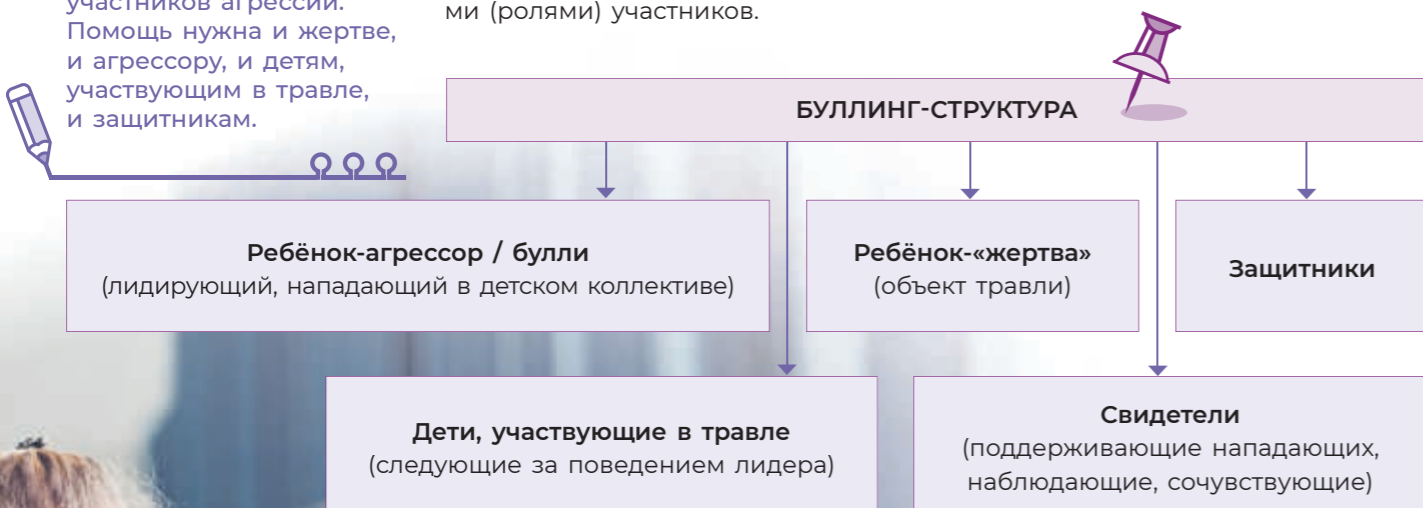 участников агрессии.
Помощь нужна и жертве,
и агрессору, и детям,
участвующим в травле,
и защитникам.
ми (ролями) участников.
БУЛЛИНГ-СТРУКТУРА
Ребёнок-агрессор / булли
(лидирующий, нападающий в детском коллективе)
Ребёнок-«жертва»
(объект травли)
Защитники
Дети, участвующие в травле
(следующие за поведением лидера)
Свидетели
(поддерживающие нападающих,
наблюдающие, сочувствующие)